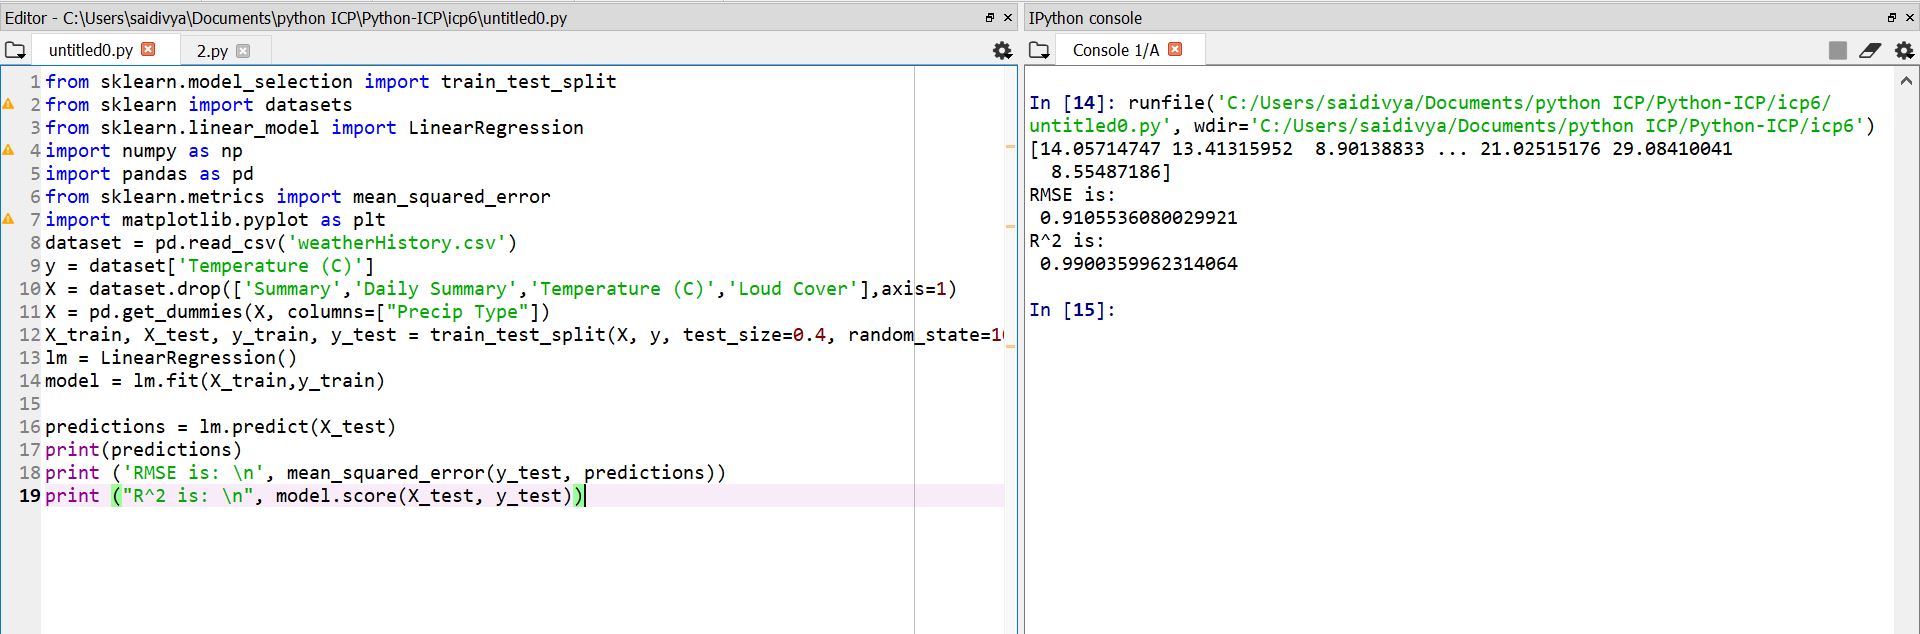 Editor - C:\Users\saidivya\Documents\python ICP\Python-ICP\icp6\untitled0.py
untitled0.py
2.py
1 from sklearn.model_selection import train_test_split
2 from sklearn import datasets
3 from sklearn.linear_model import LinearRegression
4 import numpy as np
5 import pandas as pd
6 from sklearn.metrics import mean_squared_error
7 import matplotlib.pyplot as plt
8 dataset = pd.read_csv('weatherHistory.csv')
9 y = dataset['Temperature (C)']
10 X = dataset.drop(['Summary','Daily Summary','Temperature (C)','Loud Cover'],axis=1)
11 X = pd.get_dummies(X, columns=["Precip Type"])
12 X_train, X_test, y_train, y_test = train_test_split(X, y, test_size=0.4, random_state=1
13 lm = LinearRegression()
14 model = lm.fit(X_train,y_train)
15
16 predictions = lm.predict(X_test)
17 print(predictions)
18 print ('RMSE is: \n', mean_squared_error(y_test, predictions))
19 print ("R^2 is: \n", model.score(X_test, y_test))
IPython console
Console 1/A
In [14]: runfile('C:/Users/saidivya/Documents/python ICP/Python-ICP/icp6/
untitled0.py', wdir='C:/Users/saidivya/Documents/python ICP/Python-ICP/icp6')
[14.05714747 13.41315952  8.90138833 ... 21.02515176 29.08410041
  8.55487186]
RMSE is:
 0.9105536080029921
R^2 is:
 0.9900359962314064
In [15]: